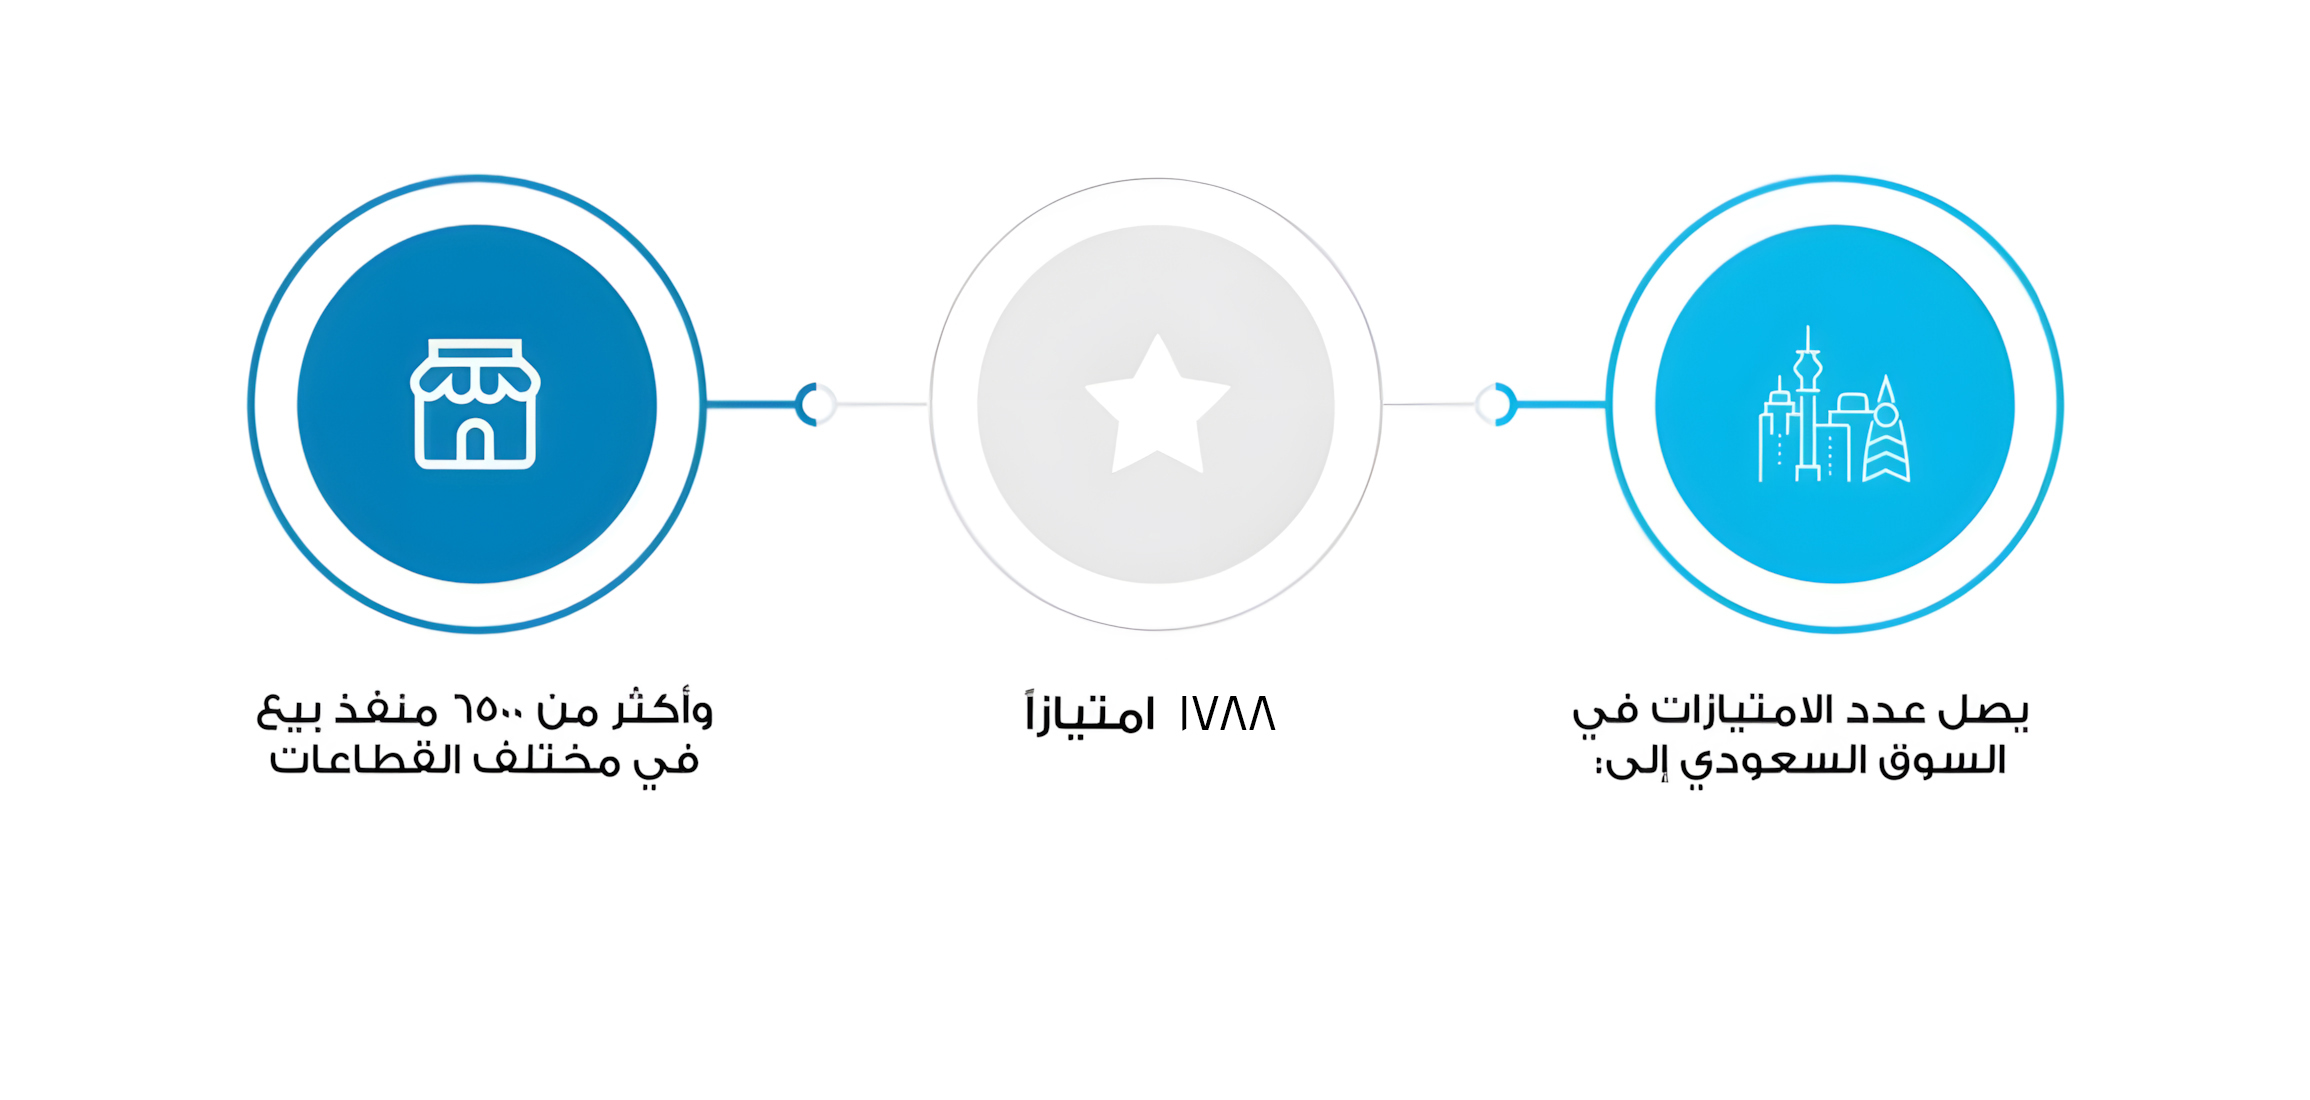 يصل عدد الامتيازات في
السوق السعودي إلى:
١٧٨٨ امتيازاً
وأكثر من ٦٥٠٠ منفذ بيع
في مختلف القطاعات